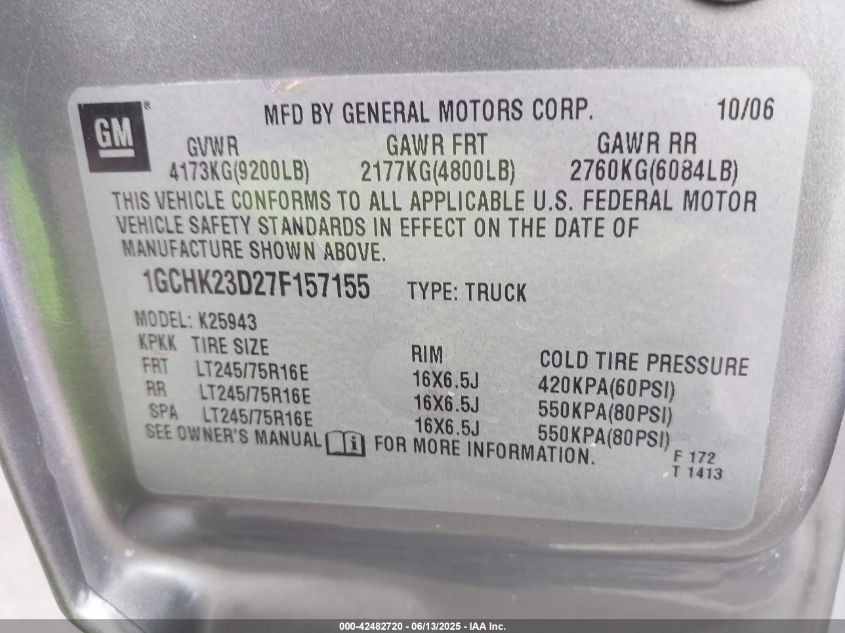 GM ®
MFD BY GENERAL MOTORS CORP. 10/06
GVWR GAWR FRT GAWR RR
4173KG(9200LB) 2177KG(4800LB) 2760KG(6084LB)
THIS VEHICLE CONFORMS TO ALL APPLICABLE U.S. FEDERAL MOTOR
VEHICLE SAFETY STANDARDS IN EFFECT ON THE DATE OF
MANUFACTURE SHOWN ABOVE.
1GCHK23D27F157155 TYPE: TRUCK
MODEL: K25943
KPKK TIRE SIZE RIM COLD TIRE PRESSURE
FRT LT245/75R16E 16X6.5J 420KPA(60PSI)
RR LT245/75R16E 16X6.5J 550KPA(80PSI)
SPA LT245/75R16E 16X6.5J 550KPA(80PSI)
SEE OWNER'S MANUAL i FOR MORE INFORMATION.
F 172
T 1413
000-42482720 - 06/13/2025 - IAA Inc.